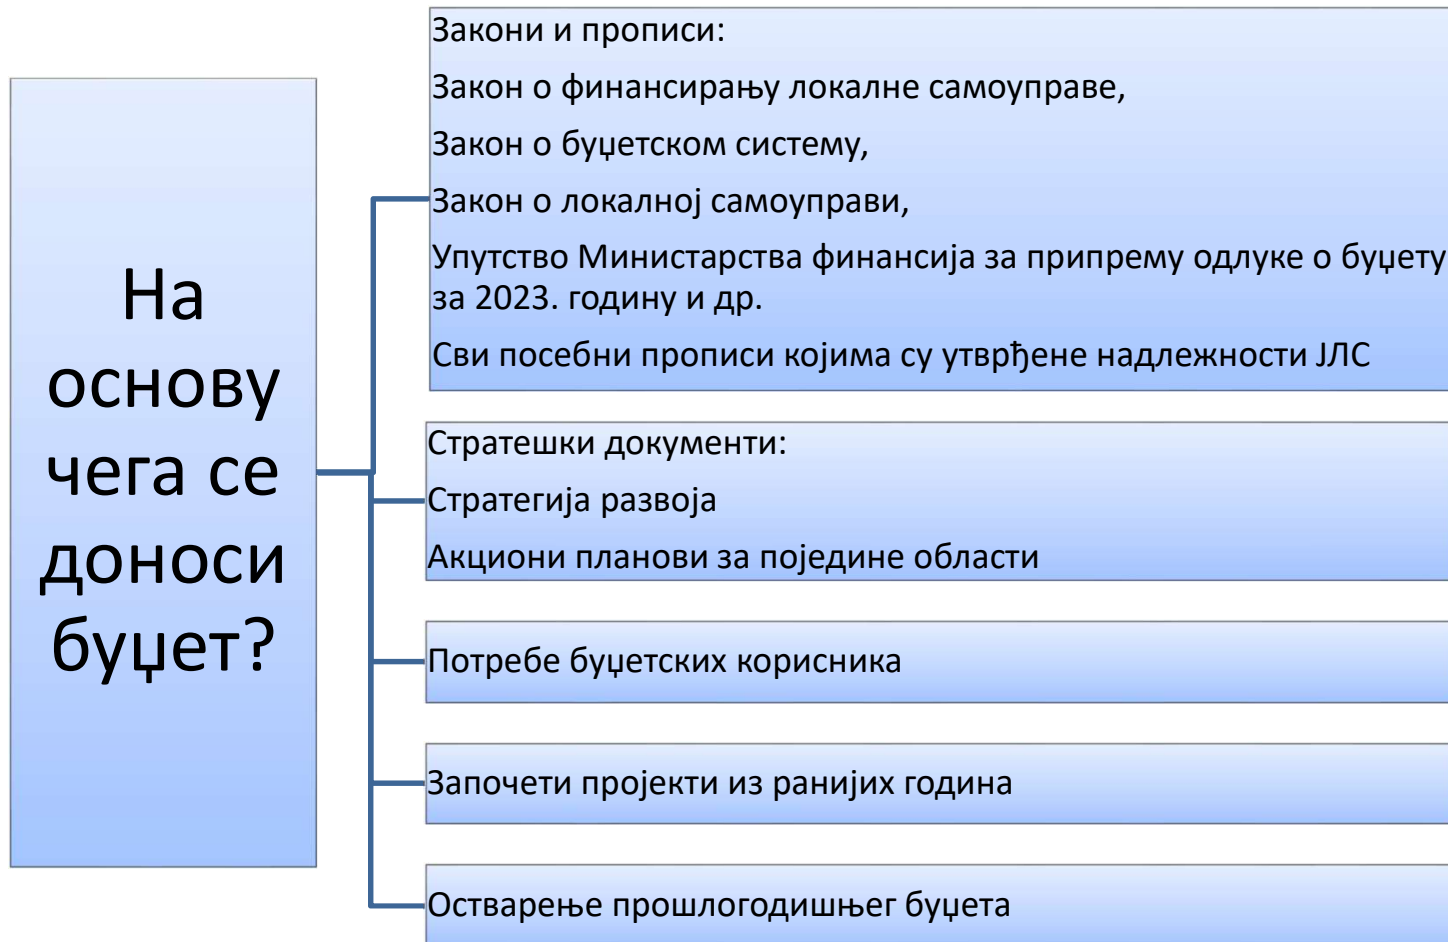 На
основу
чега се
доноси
буџет?
Закони и прописи:
Закон о финансирању локалне самоуправе,
Закон о буџетском систему,
Закон о локалној самоуправи,
Упутство Министарства финансија за припрему одлуке о буџету
за 2023. годину и др.
Сви посебни прописи којима су утврђене надлежности ЈЛС
Стратешки документи:
Стратегија развоја
Акциони планови за поједине области
Потребе буџетских корисника
Започети пројекти из ранијих година
Остварење прошлогодишњег буџета